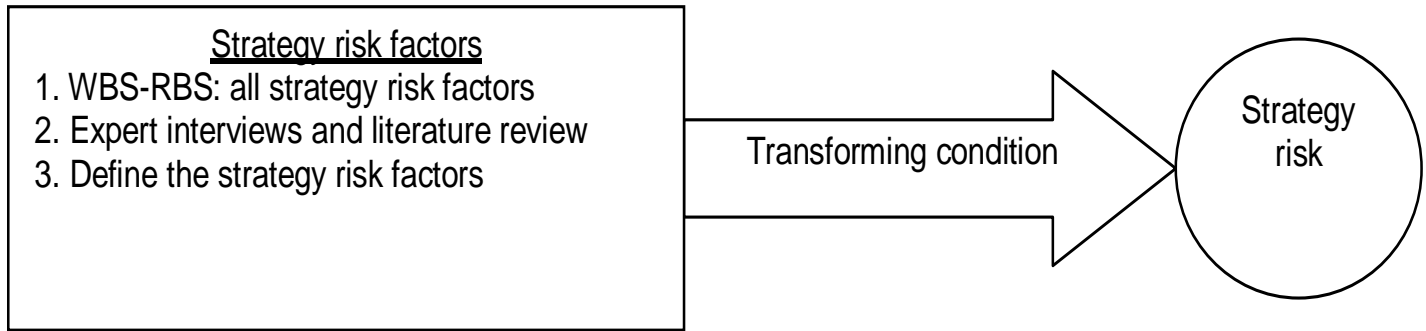 Strategy risk factors
1. WBS-RBS: all strategy risk factors
2. Expert interviews and literature review
3. Define the strategy risk factors
Transforming condition
Strategy
risk